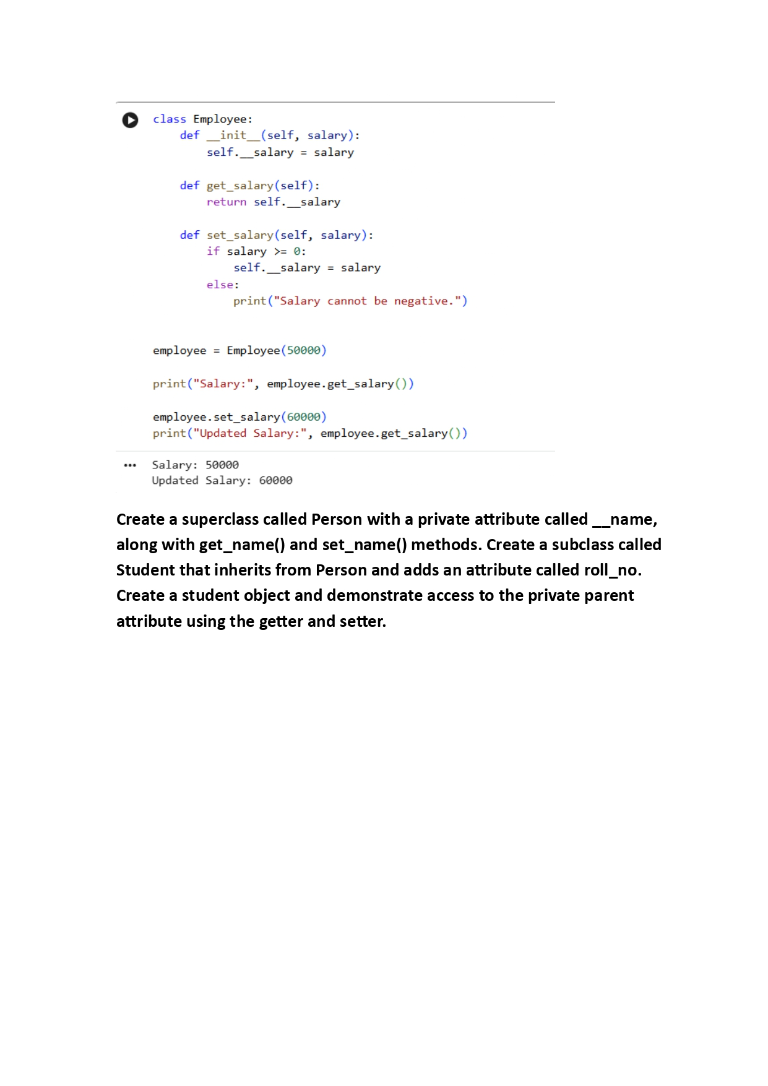 class Employee:
    def __init__(self, salary):
        self.__salary = salary
    def get_salary(self):
        return self.__salary
    def set_salary(self, salary):
        if salary >= 0:
            self.__salary = salary
        else:
            print("Salary cannot be negative.")
employee = Employee(50000)
print("Salary:", employee.get_salary())
employee.set_salary(60000)
print("Updated Salary:", employee.get_salary())
Salary: 50000
Updated Salary: 60000
Create a superclass called Person with a private attribute called __name,
along with get_name() and set_name() methods. Create a subclass called
Student that inherits from Person and adds an attribute called roll_no.
Create a student object and demonstrate access to the private parent
attribute using the getter and setter.